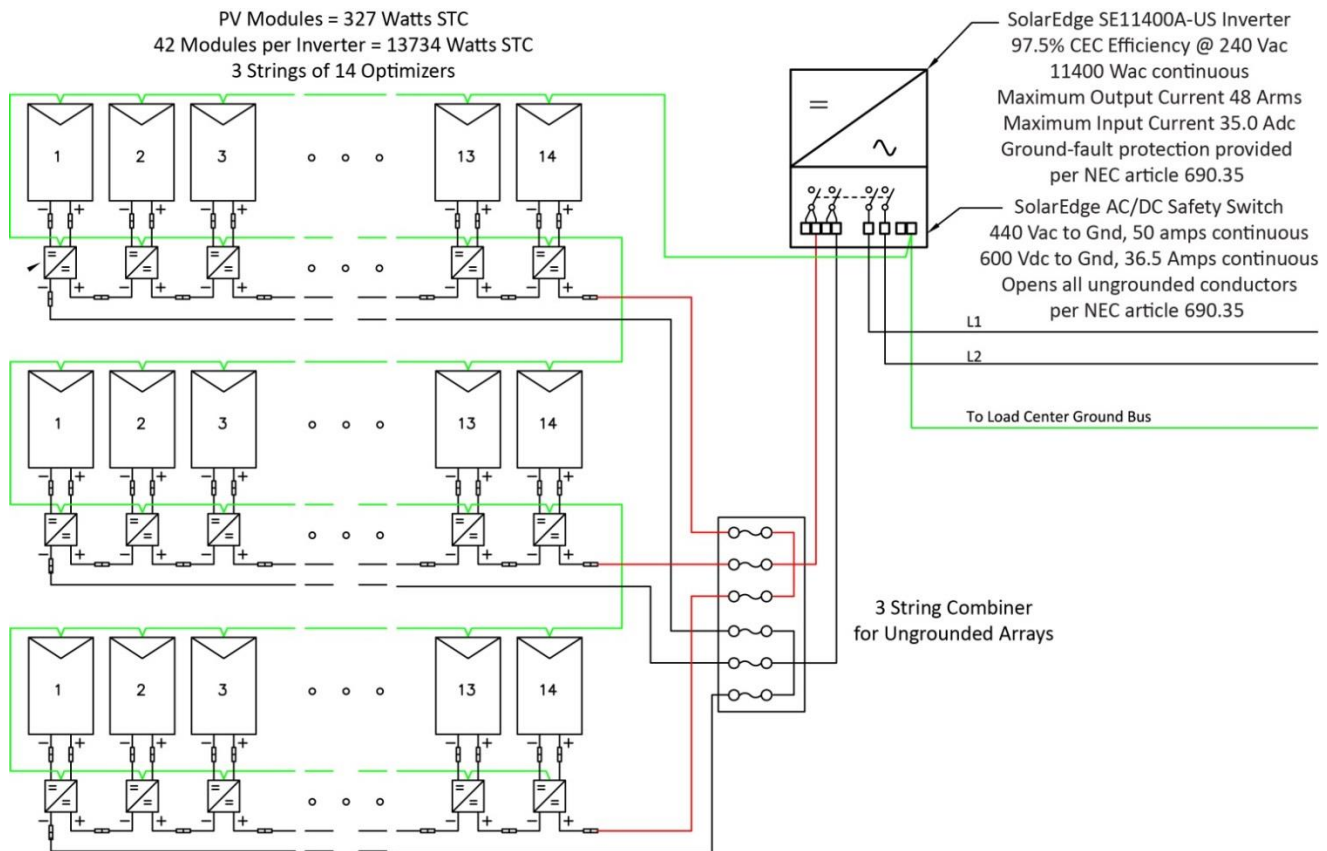 PV Modules = 327 Watts STC
42 Modules per Inverter = 13734 Watts STC
3 Strings of 14 Optimizers
SolarEdge SE11400A-US Inverter
97.5% CEC Efficiency @ 240 Vac
11400 Wac continuous
Maximum Output Current 48 Arms
Maximum Input Current 35.0 Adc
Ground-fault protection provided
per NEC article 690.35
SolarEdge AC/DC Safety Switch
440 Vac to Gnd, 50 amps continuous
600 Vdc to Gnd, 36.5 Amps continuous
Opens all ungrounded conductors
per NEC article 690.35
L1
L2
To Load Center Ground Bus
1 2 3 13 14
- + - + - + - + - +
- + - + - + - + - +
1 2 3 13 14
- + - + - + - + - +
- + - + - + - + - +
3 String Combiner
for Ungrounded Arrays
1 2 3 13 14
- + - + - + - + - +
- + - + - + - + - +